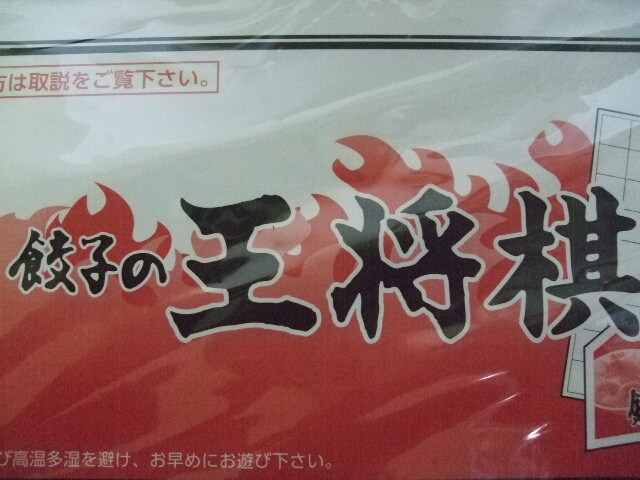 方は取説をご覧下さい。
餃子の王将棋
び高温多湿を避け、お早めにお遊び下さい。